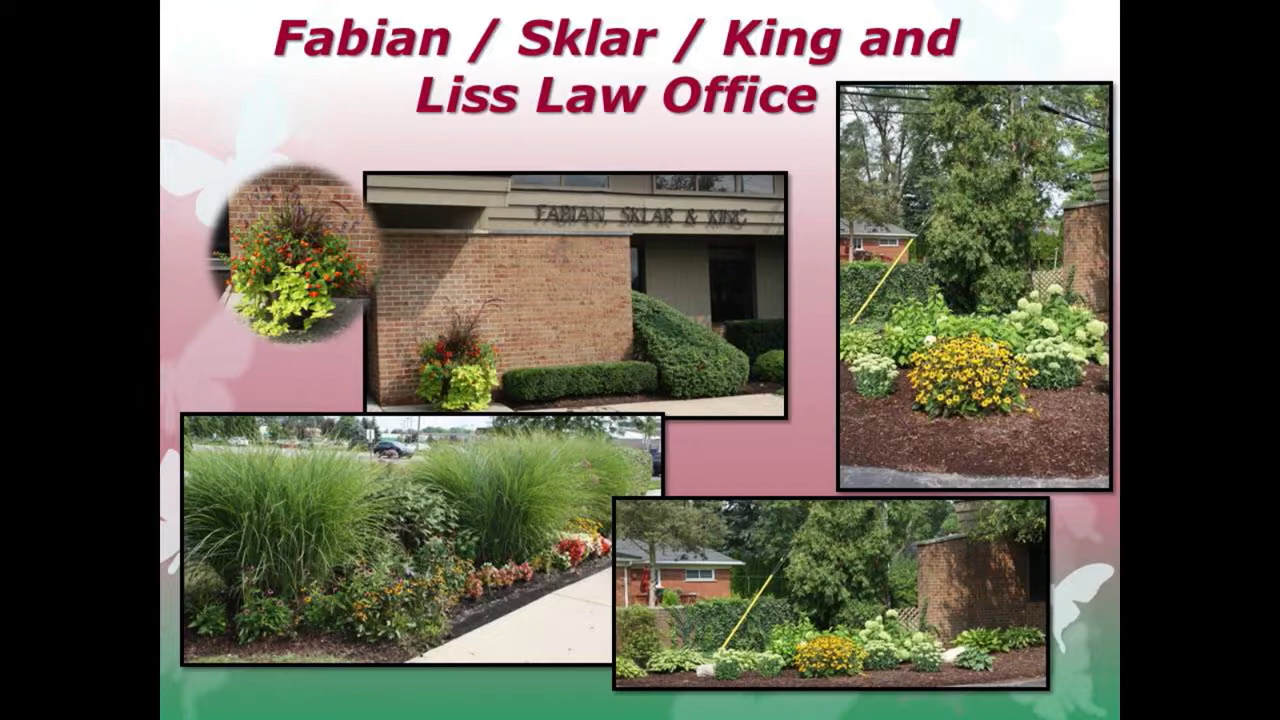 Fabian / Sklar / King and
Liss Law Office
FABIAN, SKLAR & KING